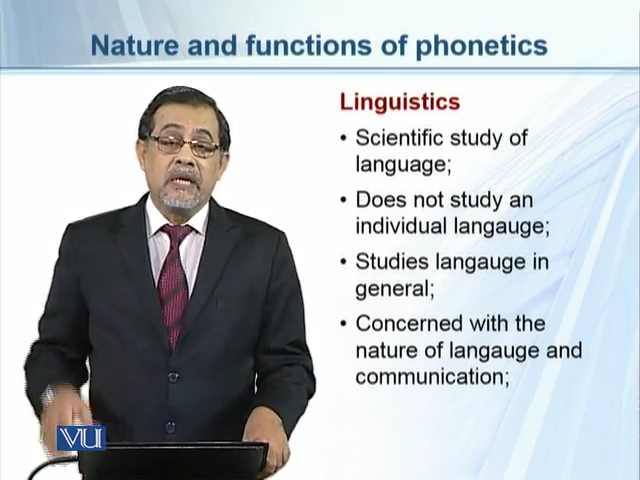 Nature and functions of phonetics
Linguistics
• Scientific study of
language;
• Does not study an
individual langauge;
• Studies langauge in
general;
• Concerned with the
nature of langauge and
communication;
VU